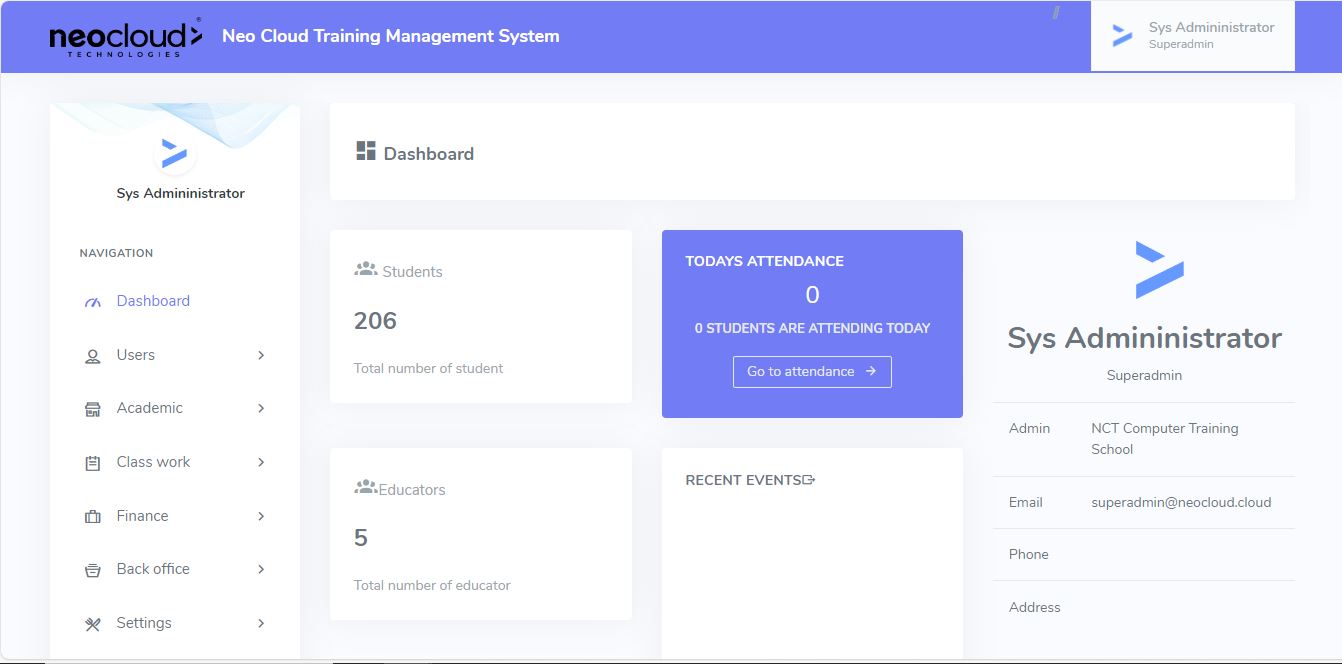 neocloud
®
TECHNOLOGIES
Neo Cloud Training Management System
//
Sys Admininistrator
Superadmin
Sys Admininistrator
NAVIGATION
Dashboard
Users
Academic
Class work
Finance
Back office
Settings
Dashboard
Students
206
Total number of student
Educators
5
Total number of educator
TODAYS ATTENDANCE
0
0 STUDENTS ARE ATTENDING TODAY
Go to attendance
RECENT EVENTS
Sys Admininistrator
Superadmin
Admin NCT Computer Training
School
Email superadmin@neocloud.cloud
Phone
Address